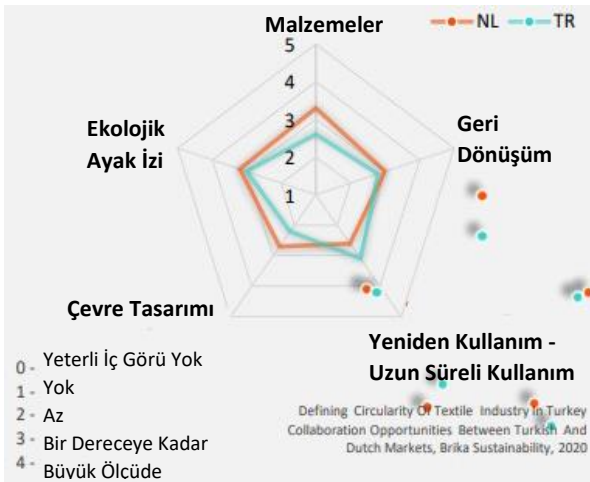 Malzemeler
NL TR
5
4
3
2
1
Ekolojik
Ayak İzi
Geri
Dönüşüm
Çevre Tasarımı
Yeniden Kullanım -
Uzun Süreli Kullanım
0 - Yeterli İç Görü Yok
1 - Yok
2 - Az
3 - Bir Dereceye Kadar
4 - Büyük Ölçüde
Defining Circularity Of Textile Industry In Turkey
Collaboration Opportunities Between Turkish And
Dutch Markets, Brika Sustainability, 2020